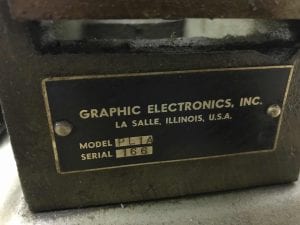 GRAPHIC ELECTRONICS, INC.
LA SALLE, ILLINOIS, U.S.A.
MODEL PL1A
SERIAL 166